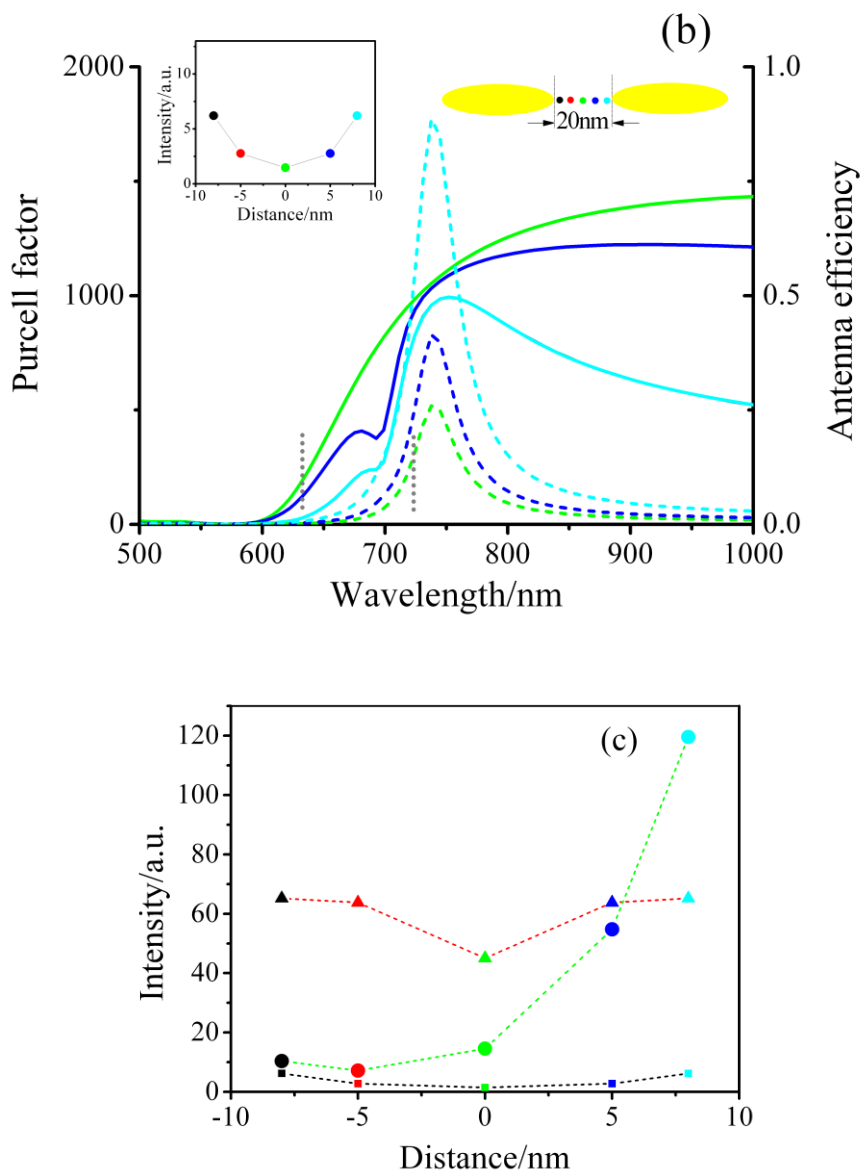 (b)
2000
1.0
Intensity/a.u.
10
5
0
-10 -5 0 5 10
Distance/nm
20nm
Purcell factor
1000
0
Antenna efficiency
0.5
0.0
500 600 700 800 900 1000
Wavelength/nm
(c)
Intensity/a.u.
120
100
80
60
40
20
0
-10 -5 0 5 10
Distance/nm